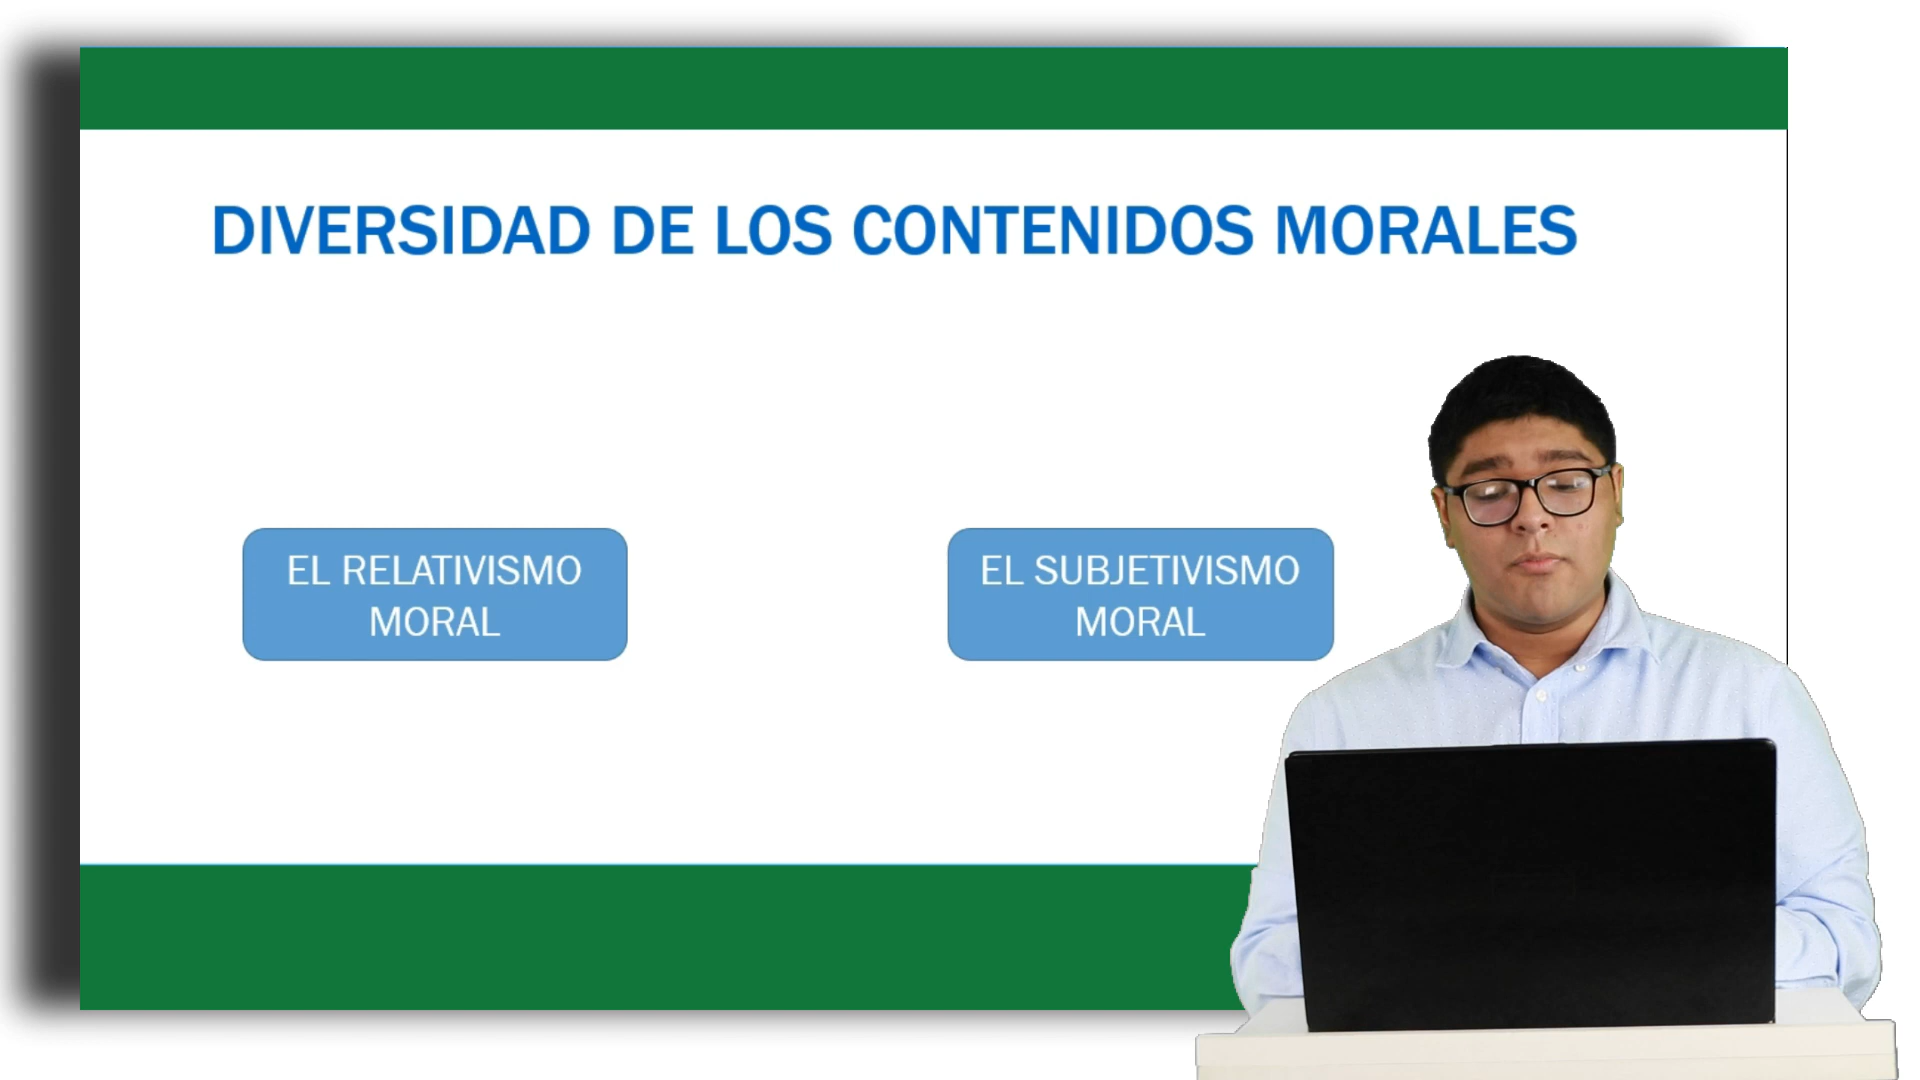 DIVERSIDAD DE LOS CONTENIDOS MORALES
EL RELATIVISMO
MORAL
EL SUBJETIVISMO
MORAL